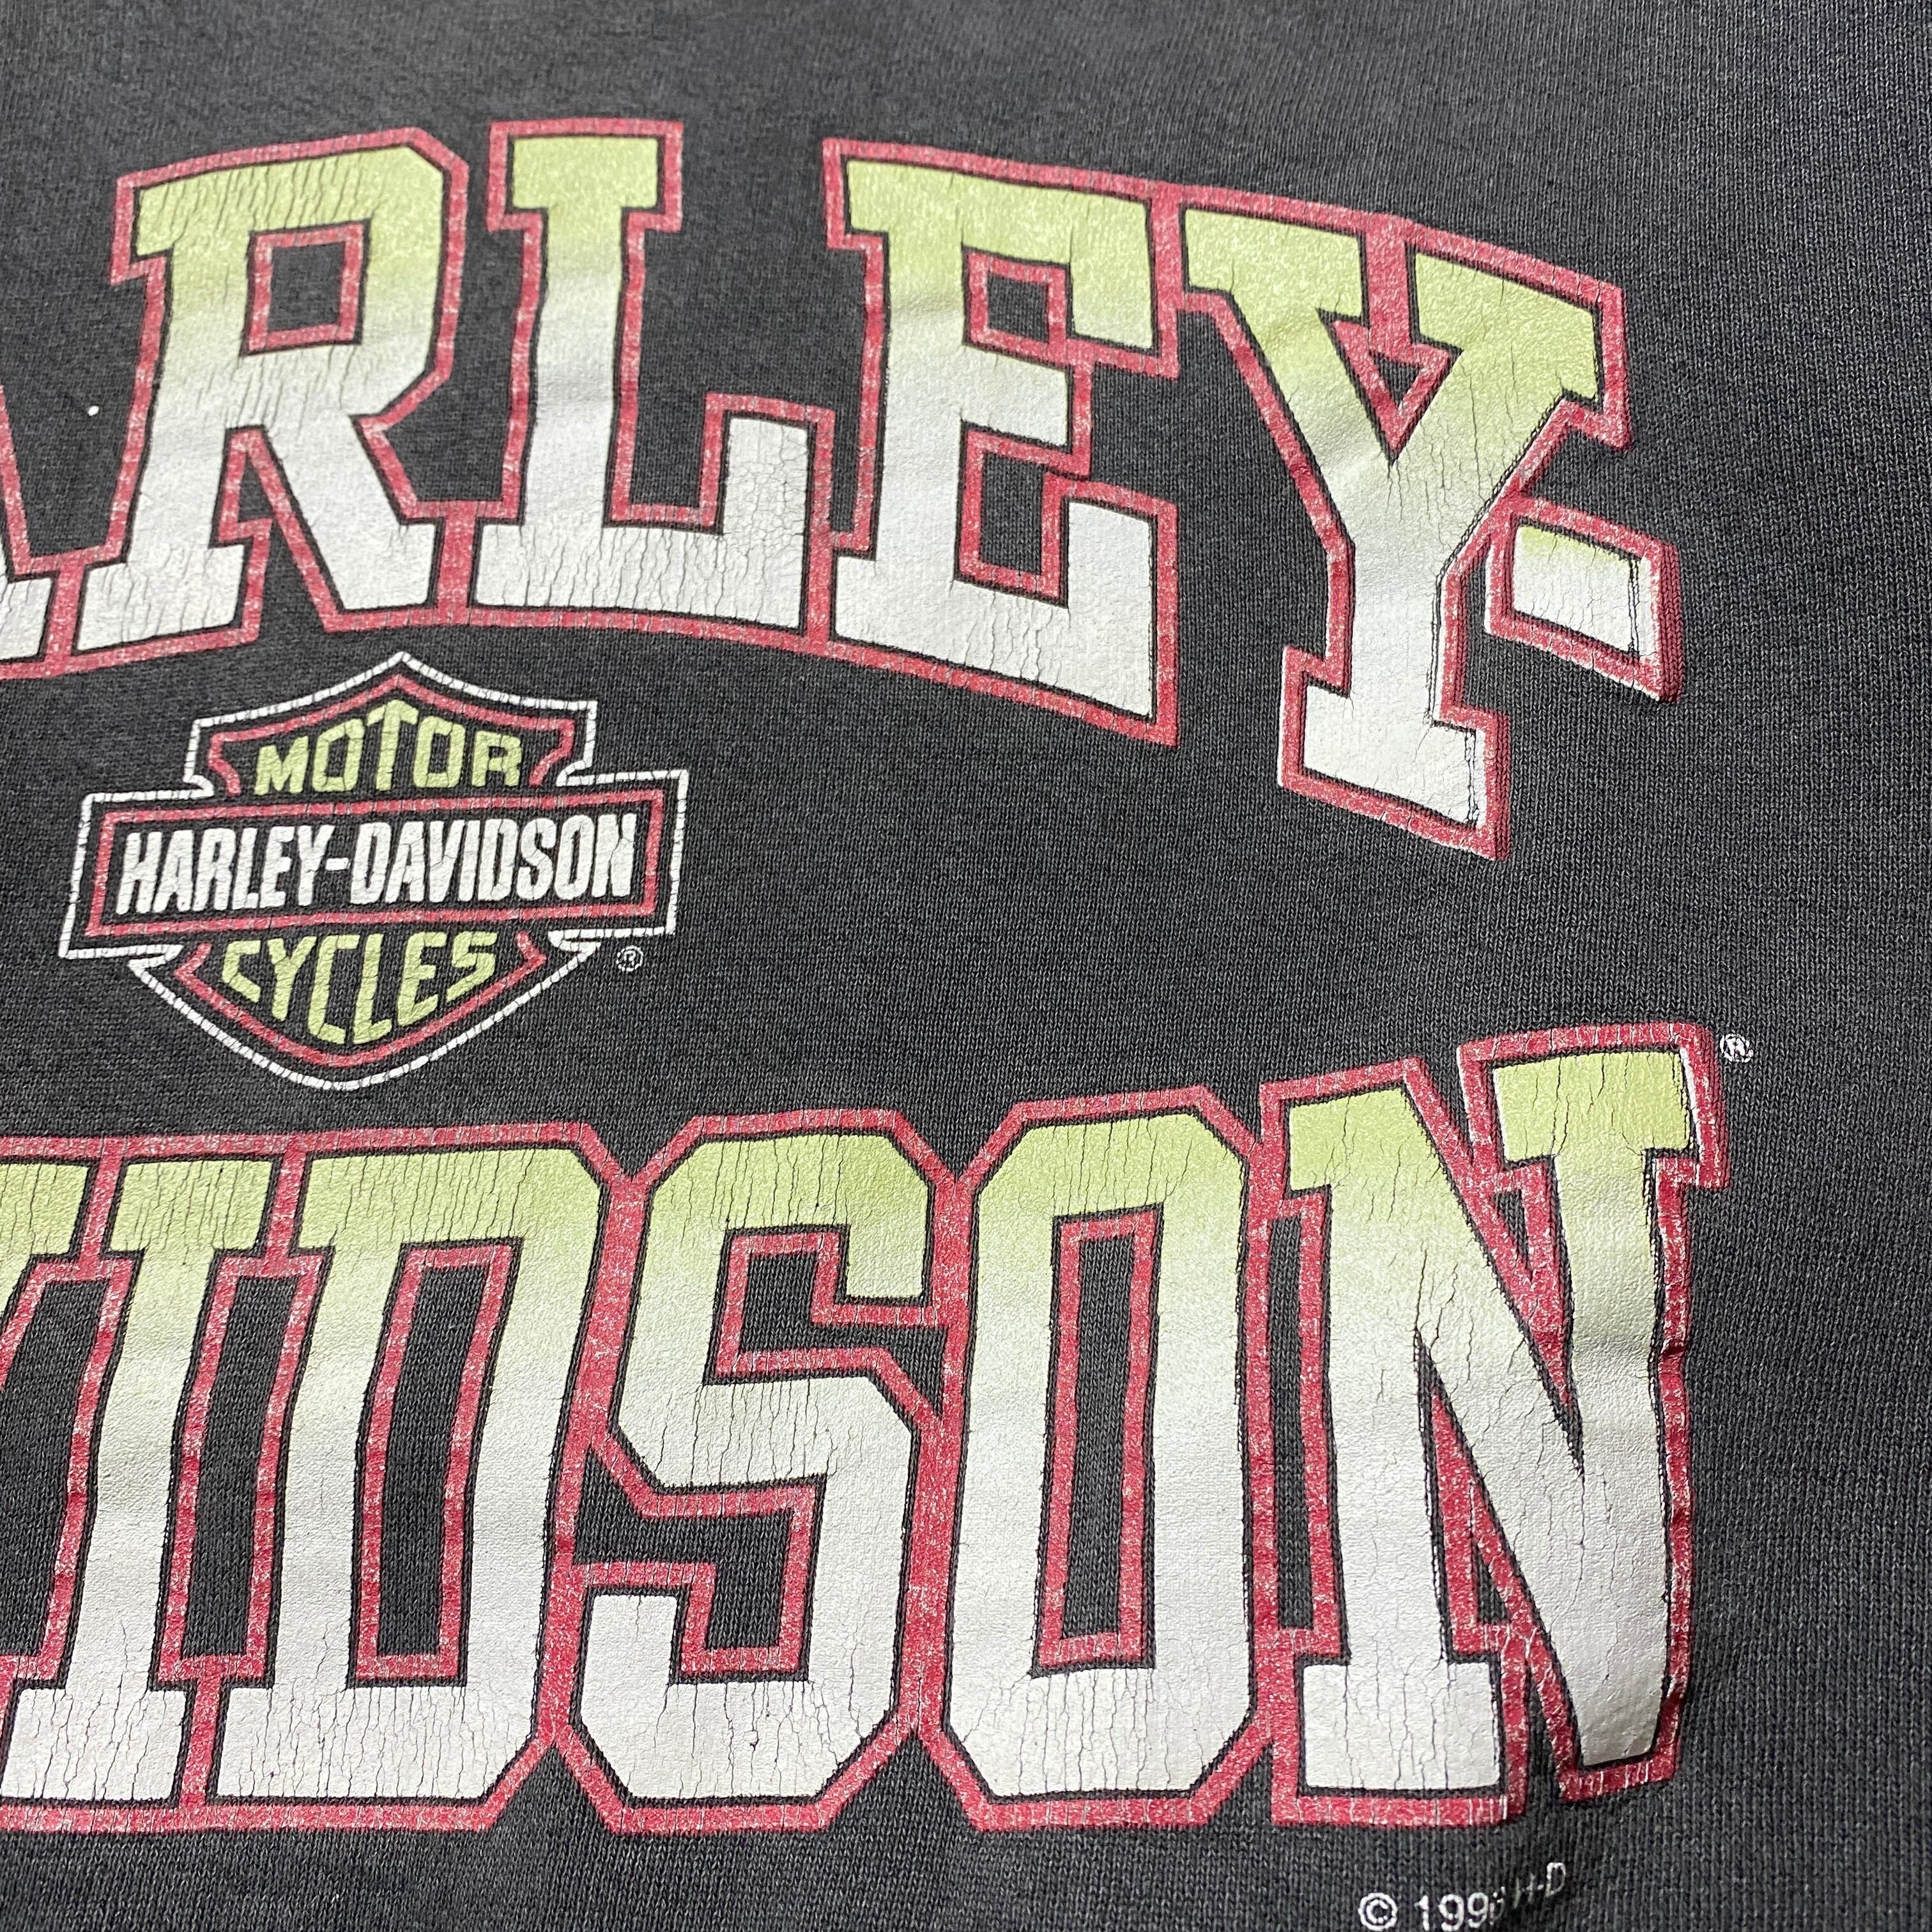 ARLEY-
MOTOR
HARLEY-DAVIDSON
CYCLES
®
®
VIDSON
© H-D